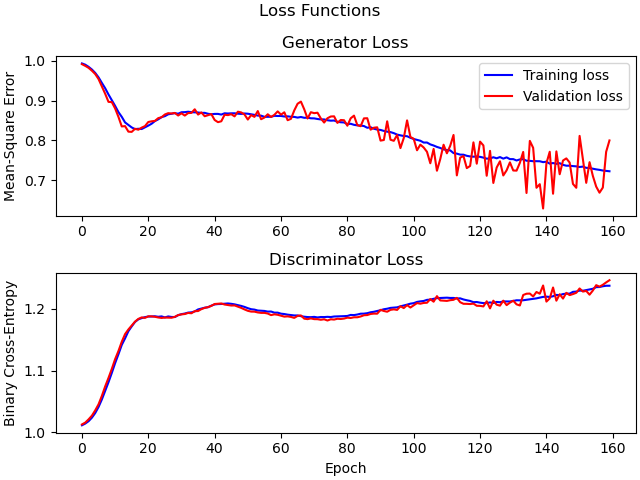 Loss Functions
Generator Loss
Mean-Square Error
1.0
0.9
0.8
0.7
Training loss
Validation loss
0 20 40 60 80 100 120 140 160
Discriminator Loss
Binary Cross-Entropy
1.2
1.1
1.0
0 20 40 60 80 100 120 140 160
Epoch